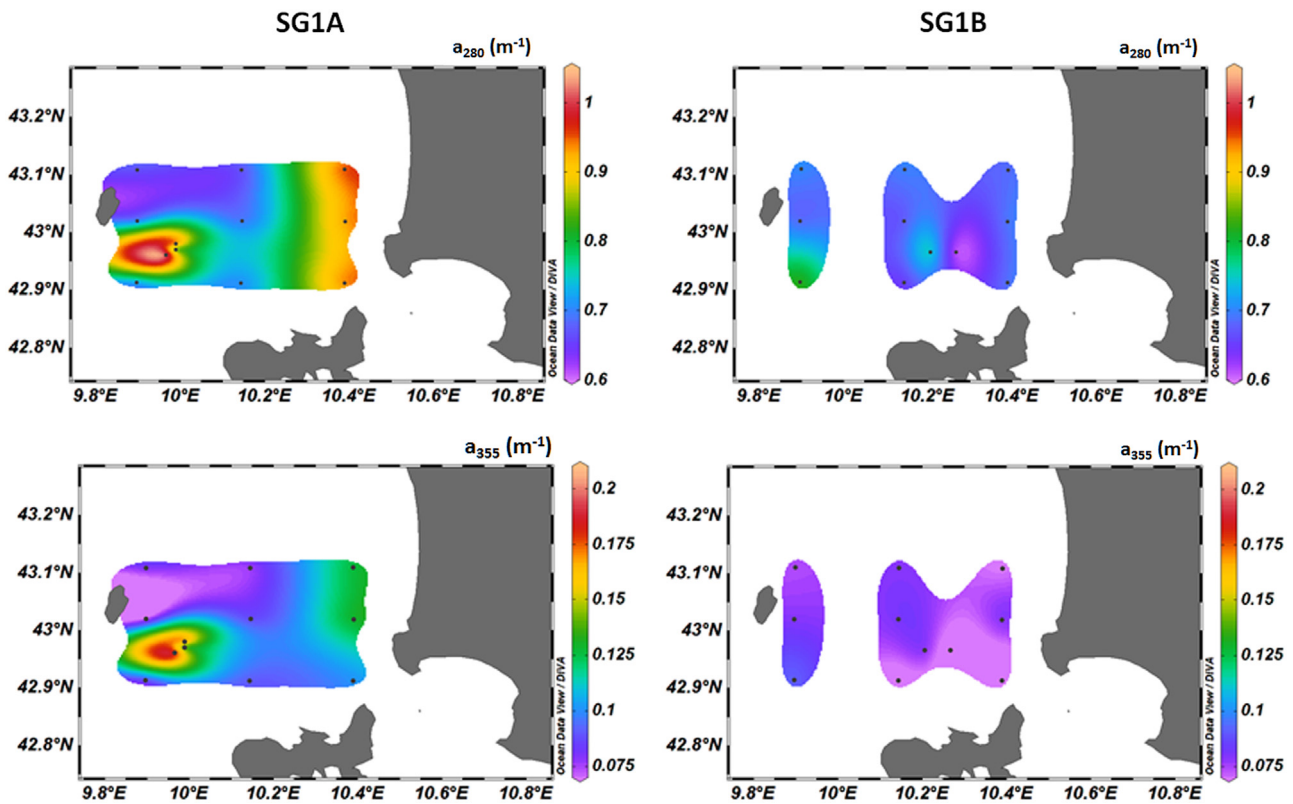 SG1A
SG1B
a₂₈₀ (m⁻¹)
43.2°N
43.1°N
43°N
42.9°N
42.8°N
9.8°E 10°E 10.2°E 10.4°E 10.6°E 10.8°E
1
0.9
0.8
0.7
0.6
Ocean Data View / DIVA
a₂₈₀ (m⁻¹)
43.2°N
43.1°N
43°N
42.9°N
42.8°N
9.8°E 10°E 10.2°E 10.4°E 10.6°E 10.8°E
1
0.9
0.8
0.7
0.6
Ocean Data View / DIVA
a₃₅₅ (m⁻¹)
43.2°N
43.1°N
43°N
42.9°N
42.8°N
9.8°E 10°E 10.2°E 10.4°E 10.6°E 10.8°E
0.2
0.175
0.15
0.125
0.1
0.075
Ocean Data View / DIVA
a₃₅₅ (m⁻¹)
43.2°N
43.1°N
43°N
42.9°N
42.8°N
9.8°E 10°E 10.2°E 10.4°E 10.6°E 10.8°E
0.2
0.175
0.15
0.125
0.1
0.075
Ocean Data View / DIVA